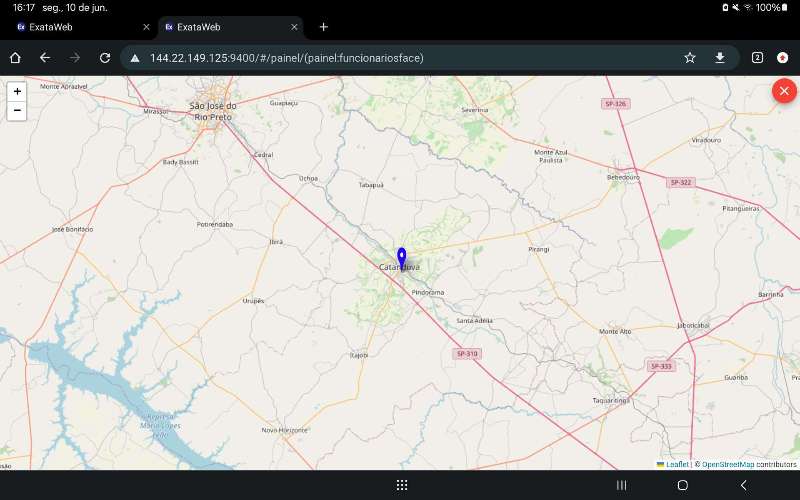 16:17 seg., 10 de jun.
100%
Ex ExataWeb
Ex ExataWeb
144.22.149.125:9400/#/painel/(painel:funcionariosface)
2
+
−
Monte Aprazível
Mirassol
São José do
Rio Preto
Guapiaçu
Severínia
SP-326
Viradouro
Bady Bassitt
Cedral
Uchoa
Tabapuã
Monte Azul
Paulista
Bebedouro
SP-322
Pitangueiras
José Bonifácio
Potirendaba
Ibirá
Pirangi
Catanduva
Pindorama
Urupês
Santa Adélia
Monte Alto
Jaboticabal
Barrinha
Itajobi
SP-310
SP-333
Guariba
Taquaritinga
Represa
Mário Lopes
Leão
Novo Horizonte
Leaflet | © OpenStreetMap contributors